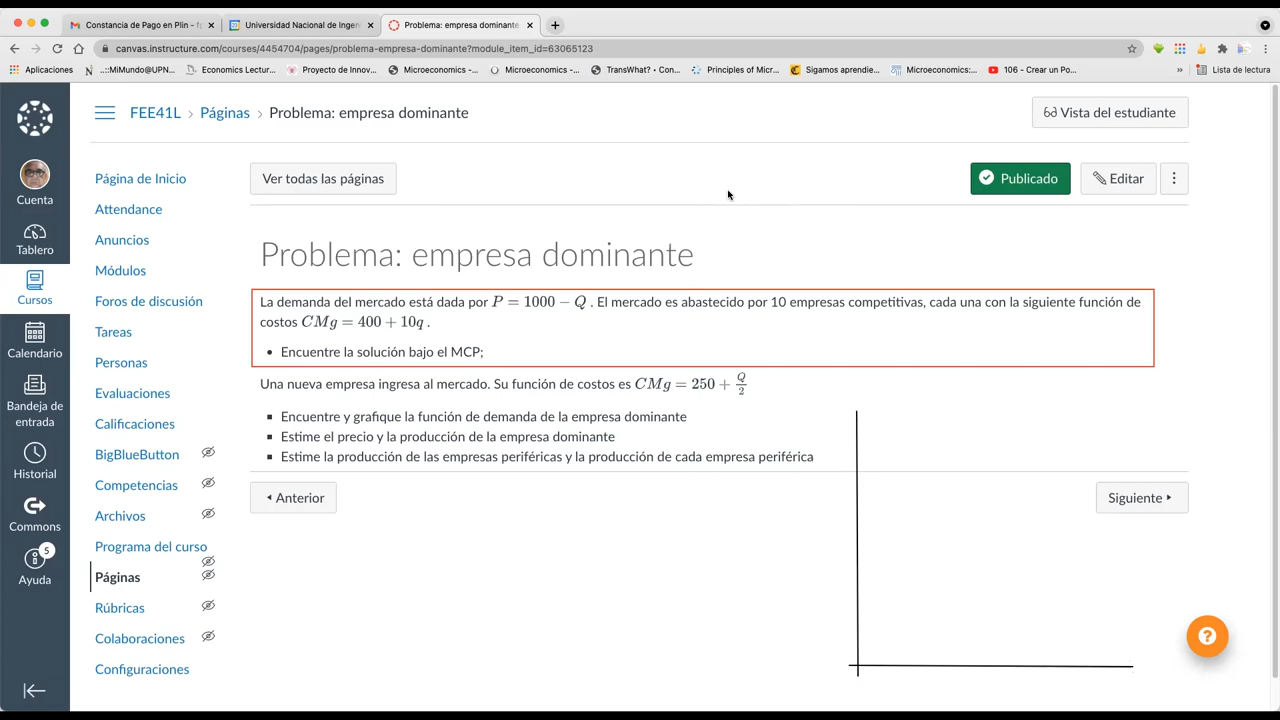 Constancia de Pago en Plin - f
Universidad Nacional de Ingen
Problema: empresa dominante
canvas.instructure.com/courses/4454704/pages/problema-empresa-dominante?module_item_id=63065123
Aplicaciones
..::MiMundo@UPN...
Economics Lectur...
Proyecto de Innov...
Microeconomics -...
Microeconomics -...
TransWhat? • Con...
Principles of Micr...
Sigamos aprendie...
Microeconomics:...
106 - Crear un Po...
»
Lista de lectura
FEE41L › Páginas › Problema: empresa dominante
Vista del estudiante
Cuenta
Tablero
Cursos
Calendario
Bandeja de
entrada
Historial
Commons
5
Ayuda
Página de Inicio
Attendance
Anuncios
Módulos
Foros de discusión
Tareas
Personas
Evaluaciones
Calificaciones
BigBlueButton
Competencias
Archivos
Programa del curso
Páginas
Rúbricas
Colaboraciones
Configuraciones
Ver todas las páginas
Publicado
Editar
Problema: empresa dominante
La demanda del mercado está dada por P = 1000 − Q . El mercado es abastecido por 10 empresas competitivas, cada una con la siguiente función de
costos CMg = 400 + 10q .
• Encuentre la solución bajo el MCP;
Una nueva empresa ingresa al mercado. Su función de costos es CMg = 250 + Q/2
▪ Encuentre y grafique la función de demanda de la empresa dominante
▪ Estime el precio y la producción de la empresa dominante
▪ Estime la producción de las empresas periféricas y la producción de cada empresa periférica
Anterior
Siguiente
?